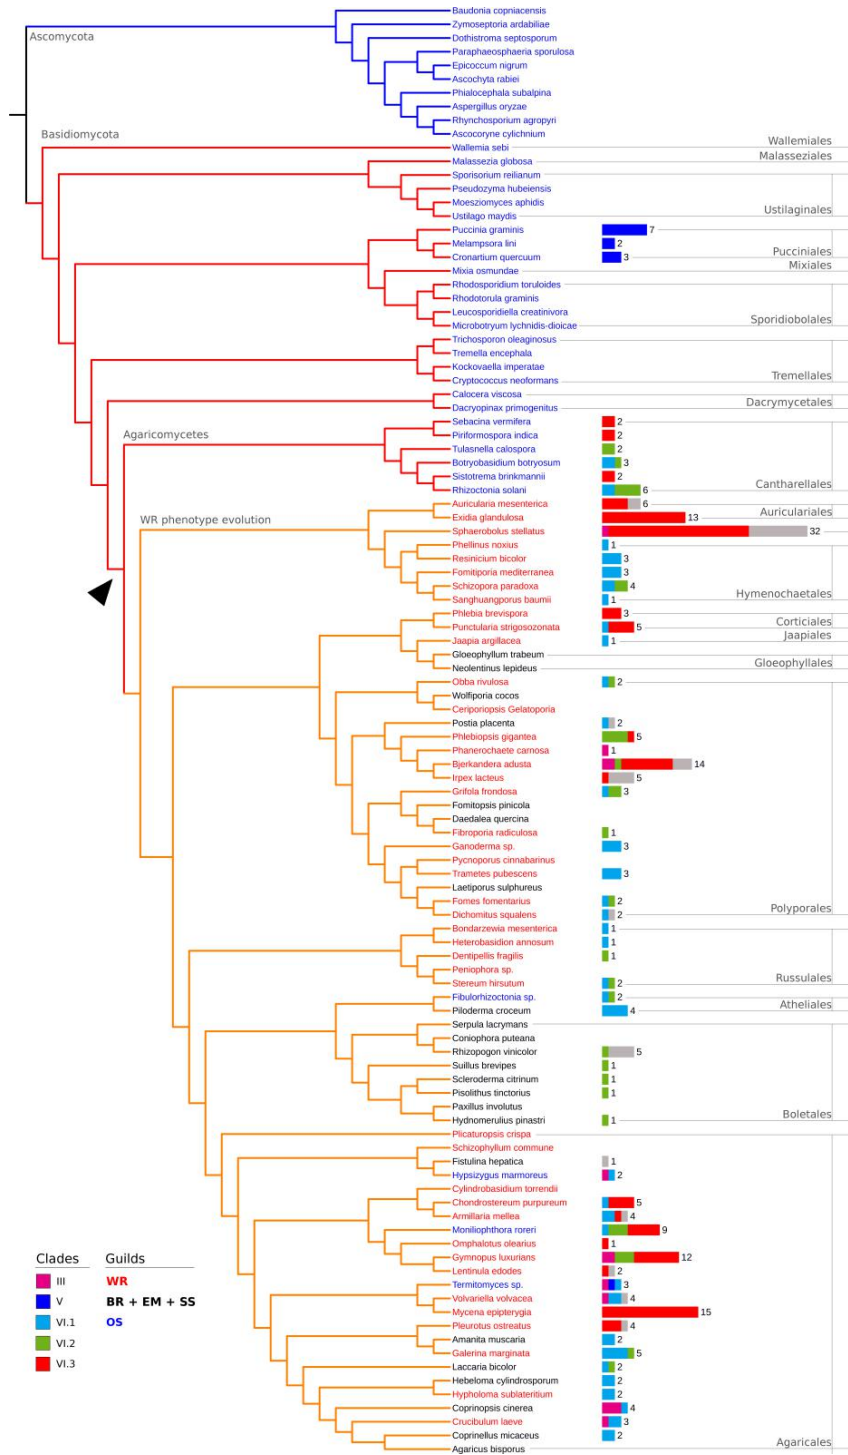 Baudonia copniacensis
Ascomycota
Zymoseptoria ardabiliae
Dothistroma septosporum
Paraphaeosphaeria sporulosa
Epicoccum nigrum
Ascochyta rabiei
Phialocephala subalpina
Aspergillus oryzae
Rhynchosporium agropyri
Ascocoryne cylichnium
Basidiomycota
Wallemia sebi Wallemiales
Malassezia globosa Malasseziales
Sporisorium reilianum
Pseudozyma hubeiensis
Moesziomyces aphidis
Ustilago maydis Ustilaginales
Puccinia graminis 7
Melampsora lini 2
Cronartium quercuum 3 Pucciniales
Mixia osmundae Mixiales
Rhodosporidium toruloides
Rhodotorula graminis
Leucosporidiella creatinivora
Microbotryum lychnidis-dioicae Sporidiobolales
Trichosporon oleaginosus
Tremella encephala
Kockovaella imperatae
Cryptococcus neoformans Tremellales
Calocera viscosa
Dacryopinax primogenitus Dacrymycetales
Sebacina vermifera 2
Agaricomycetes
Piriformospora indica 2
Tulasnella calospora 2
Botryobasidium botryosum 3
Sistotrema brinkmannii 2
Rhizoctonia solani 6 Cantharellales
Auricularia mesenterica 6
WR phenotype evolution
Exidia glandulosa 13 Auriculariales
Sphaerobolus stellatus 32
Phellinus noxius 1
Resinicium bicolor 3
Fomitiporia mediterranea 3
Schizopora paradoxa 4
Sanghuangporus baumii 1 Hymenochaetales
Phlebia brevispora 3
Punctularia strigosozonata 5 Corticiales
Jaapia argillacea 1 Jaapiales
Gloeophyllum trabeum
Neolentinus lepideus Gloeophyllales
Obba rivulosa 2
Wolfiporia cocos
Ceriporiopsis Gelatoporia
Postia placenta 2
Phlebiopsis gigantea 5
Phanerochaete carnosa 1
Bjerkandera adusta 14
Irpex lacteus 5
Grifola frondosa 3
Fomitopsis pinicola
Daedalea quercina
Fibroporia radiculosa 1
Ganoderma sp. 3
Pycnoporus cinnabarinus
Trametes pubescens 3
Laetiporus sulphureus
Fomes fomentarius 2
Dichomitus squalens 2 Polyporales
Bondarzewia mesenterica 1
Heterobasidion annosum 1
Dentipellis fragilis 1
Peniophora sp.
Stereum hirsutum 2 Russulales
Fibulorhizoctonia sp. 2
Piloderma croceum 4 Atheliales
Serpula lacrymans
Coniophora puteana
Rhizopogon vinicolor 5
Suillus brevipes 1
Scleroderma citrinum 1
Pisolithus tinctorius 1
Paxillus involutus
Hydnomerulius pinastri 1 Boletales
Plicaturopsis crispa
Schizophyllum commune
Fistulina hepatica 1
Hypsizygus marmoreus 2
Cylindrobasidium torrendii
Chondrostereum purpureum 5
Armillaria mellea 4
Moniliophthora roreri 9
Omphalotus olearius 1
Gymnopus luxurians 12
Lentinula edodes 2
Termitomyces sp. 3
Volvariella volvacea 4
Mycena epipterygia 15
Pleurotus ostreatus 4
Amanita muscaria 2
Galerina marginata 5
Laccaria bicolor 2
Hebeloma cylindrosporum 2
Hypholoma sublateritium 2
Coprinopsis cinerea 4
Crucibulum laeve 3
Coprinellus micaceus 2
Agaricus bisporus Agaricales
Clades Guilds
III WR
V BR + EM + SS
VI.1 OS
VI.2
VI.3